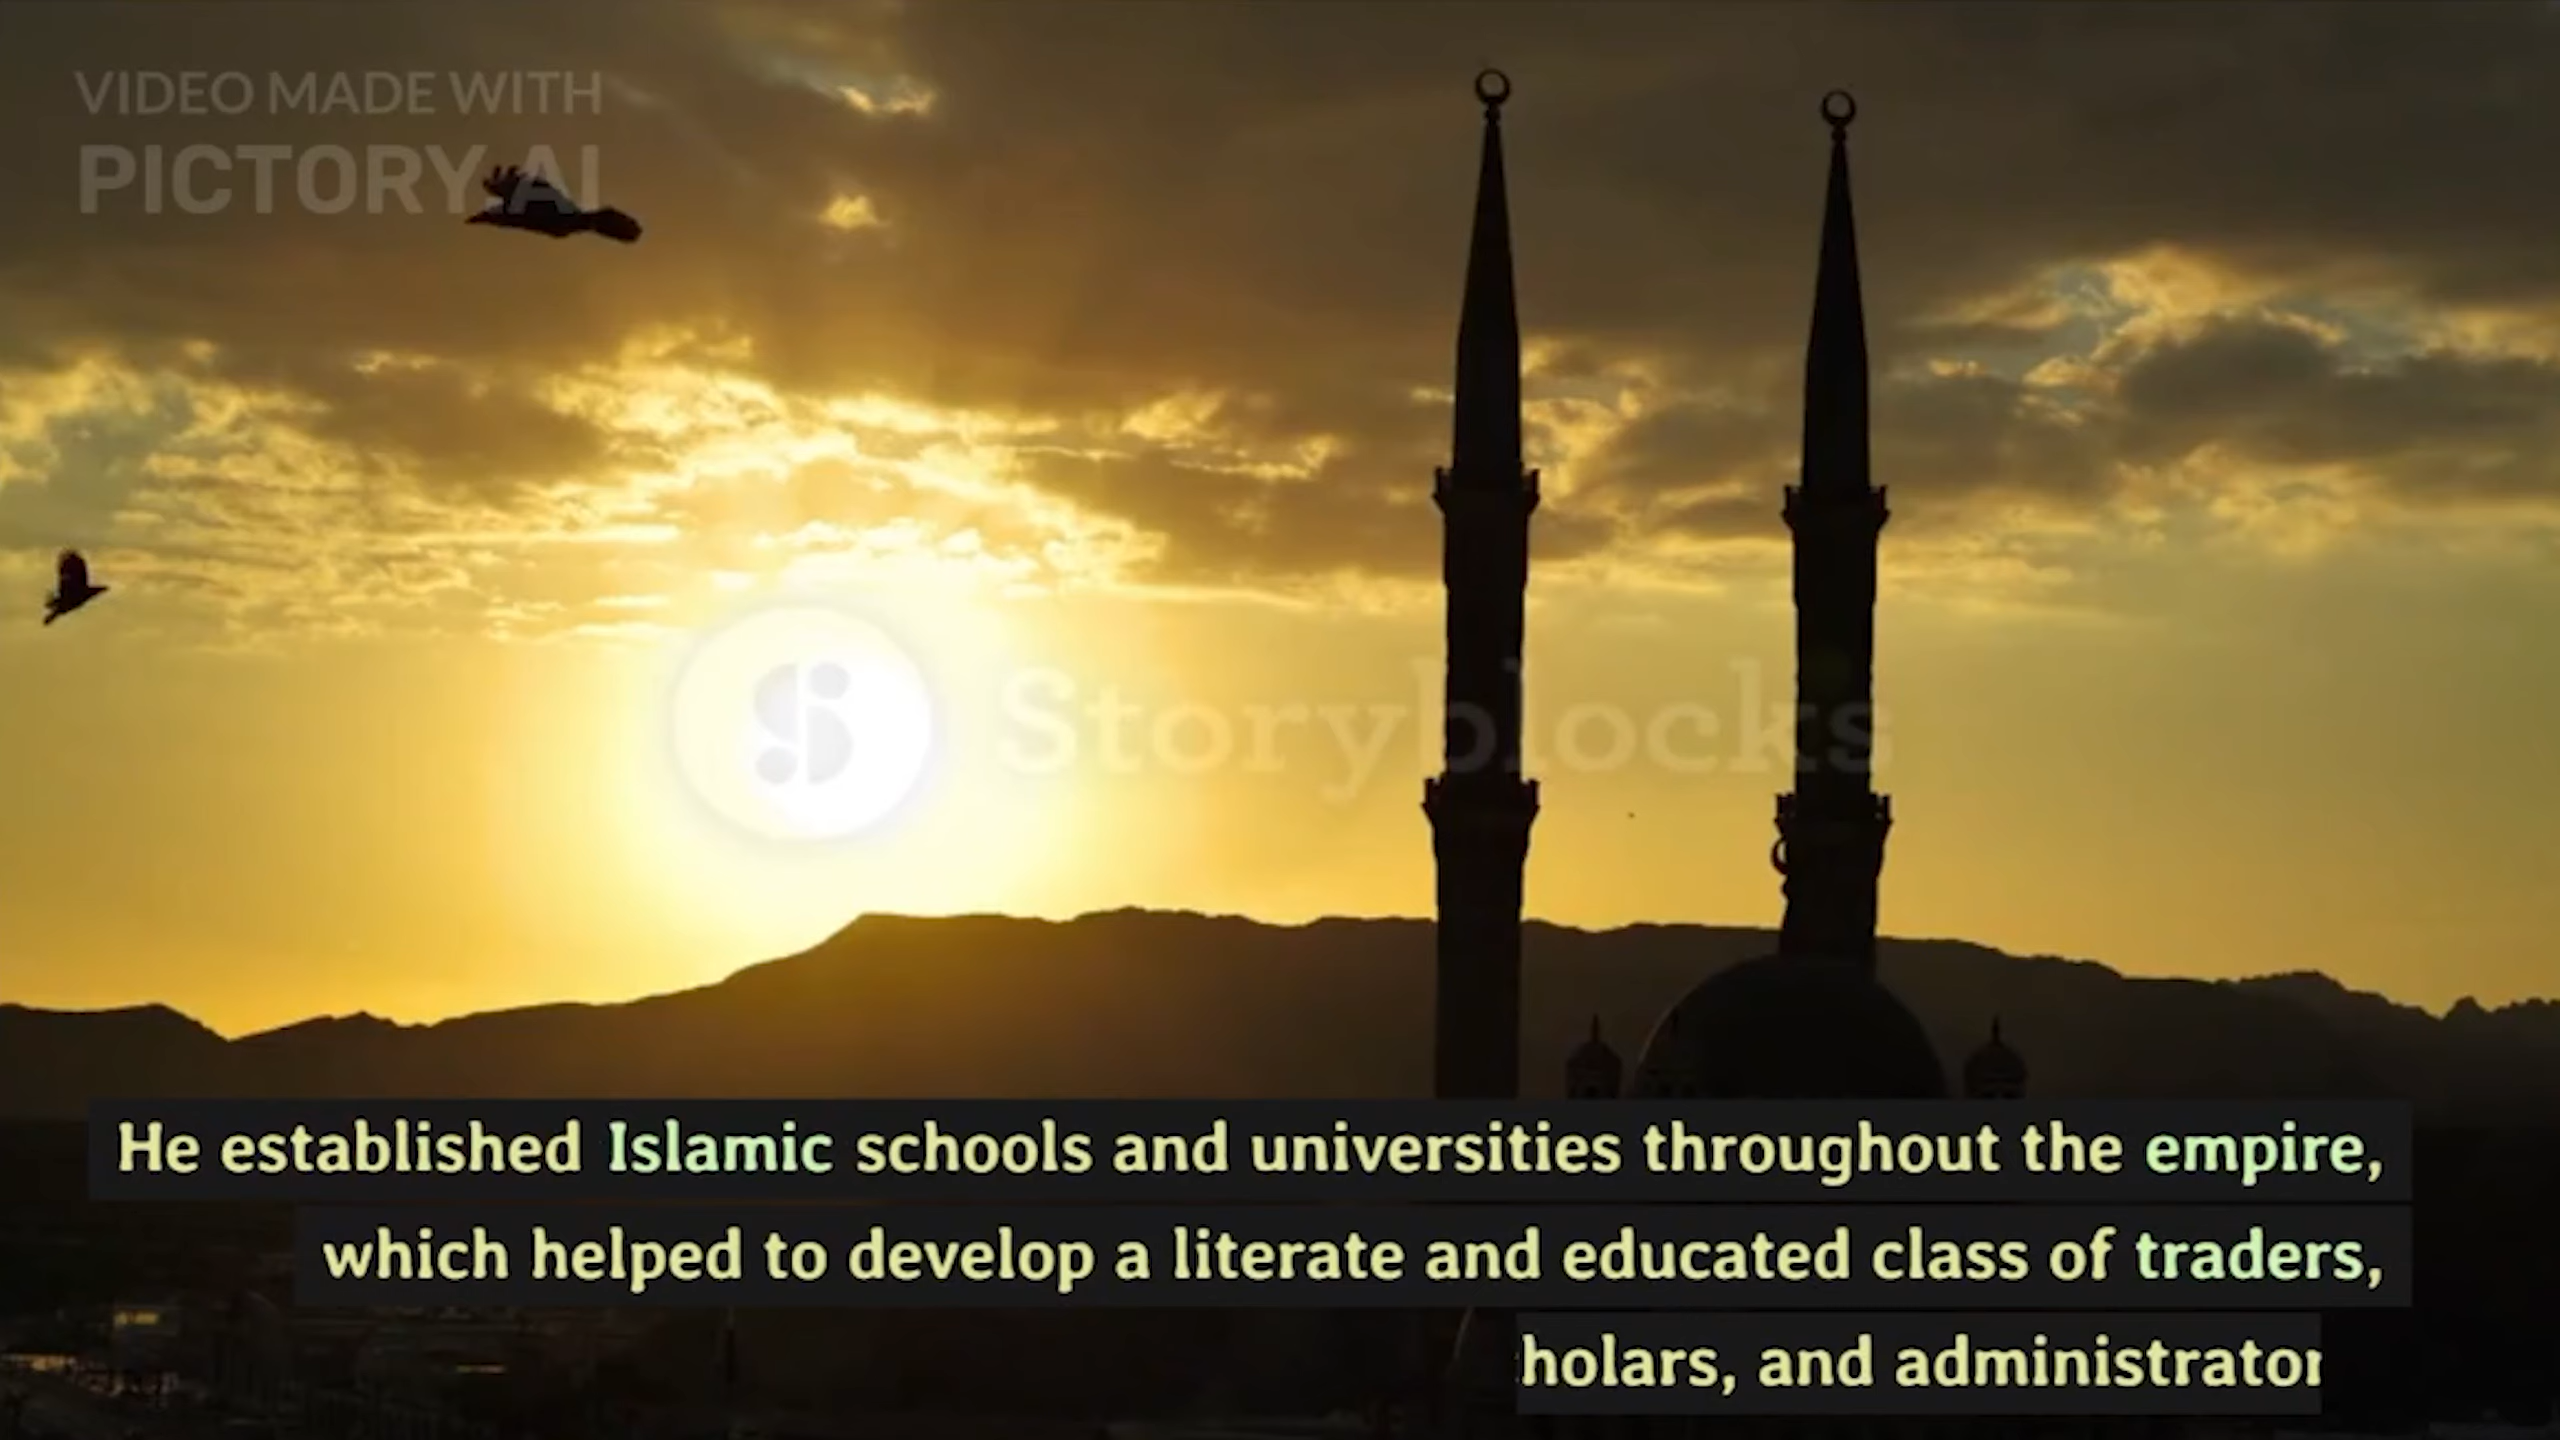 VIDEO MADE WITH
PICTORY.AI
Storyblocks
He established Islamic schools and universities throughout the empire,
which helped to develop a literate and educated class of traders,
holars, and administrator